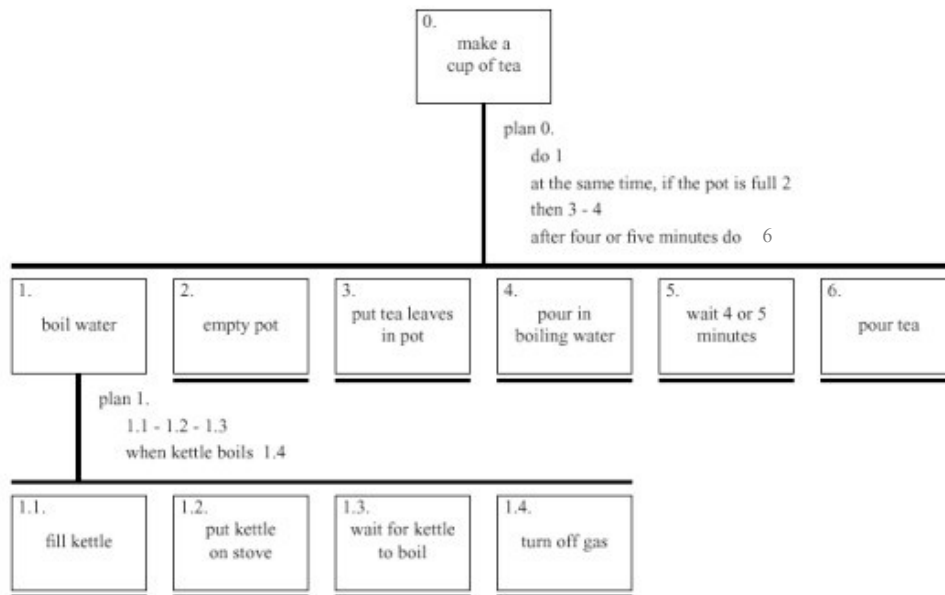 0.
make a
cup of tea
plan 0.
do 1
at the same time, if the pot is full 2
then 3 - 4
after four or five minutes do 6
1.
boil water
2.
empty pot
3.
put tea leaves
in pot
4.
pour in
boiling water
5.
wait 4 or 5
minutes
6.
pour tea
plan 1.
1.1 - 1.2 - 1.3
when kettle boils 1.4
1.1.
fill kettle
1.2.
put kettle
on stove
1.3.
wait for kettle
to boil
1.4.
turn off gas